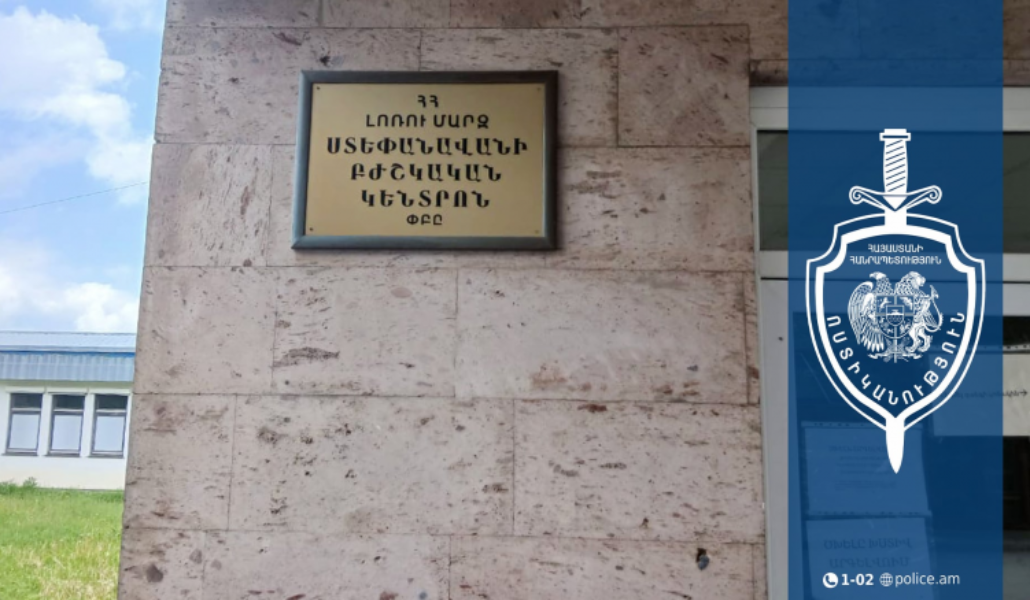 ՀՀ
ԼՈՌՈՒ ՄԱՐԶ
ՍՏԵՓԱՆԱՎԱՆԻ
ԲԺՇԿԱԿԱՆ
ԿԵՆՏՐՈՆ
ՓԲԸ
ՀԱՅԱՍՏԱՆԻ
ՀԱՆՐԱՊԵՏՈՒԹՅՈՒՆ
ՈՍՏԻԿԱՆՈՒԹՅՈՒՆ
1-02 police.am